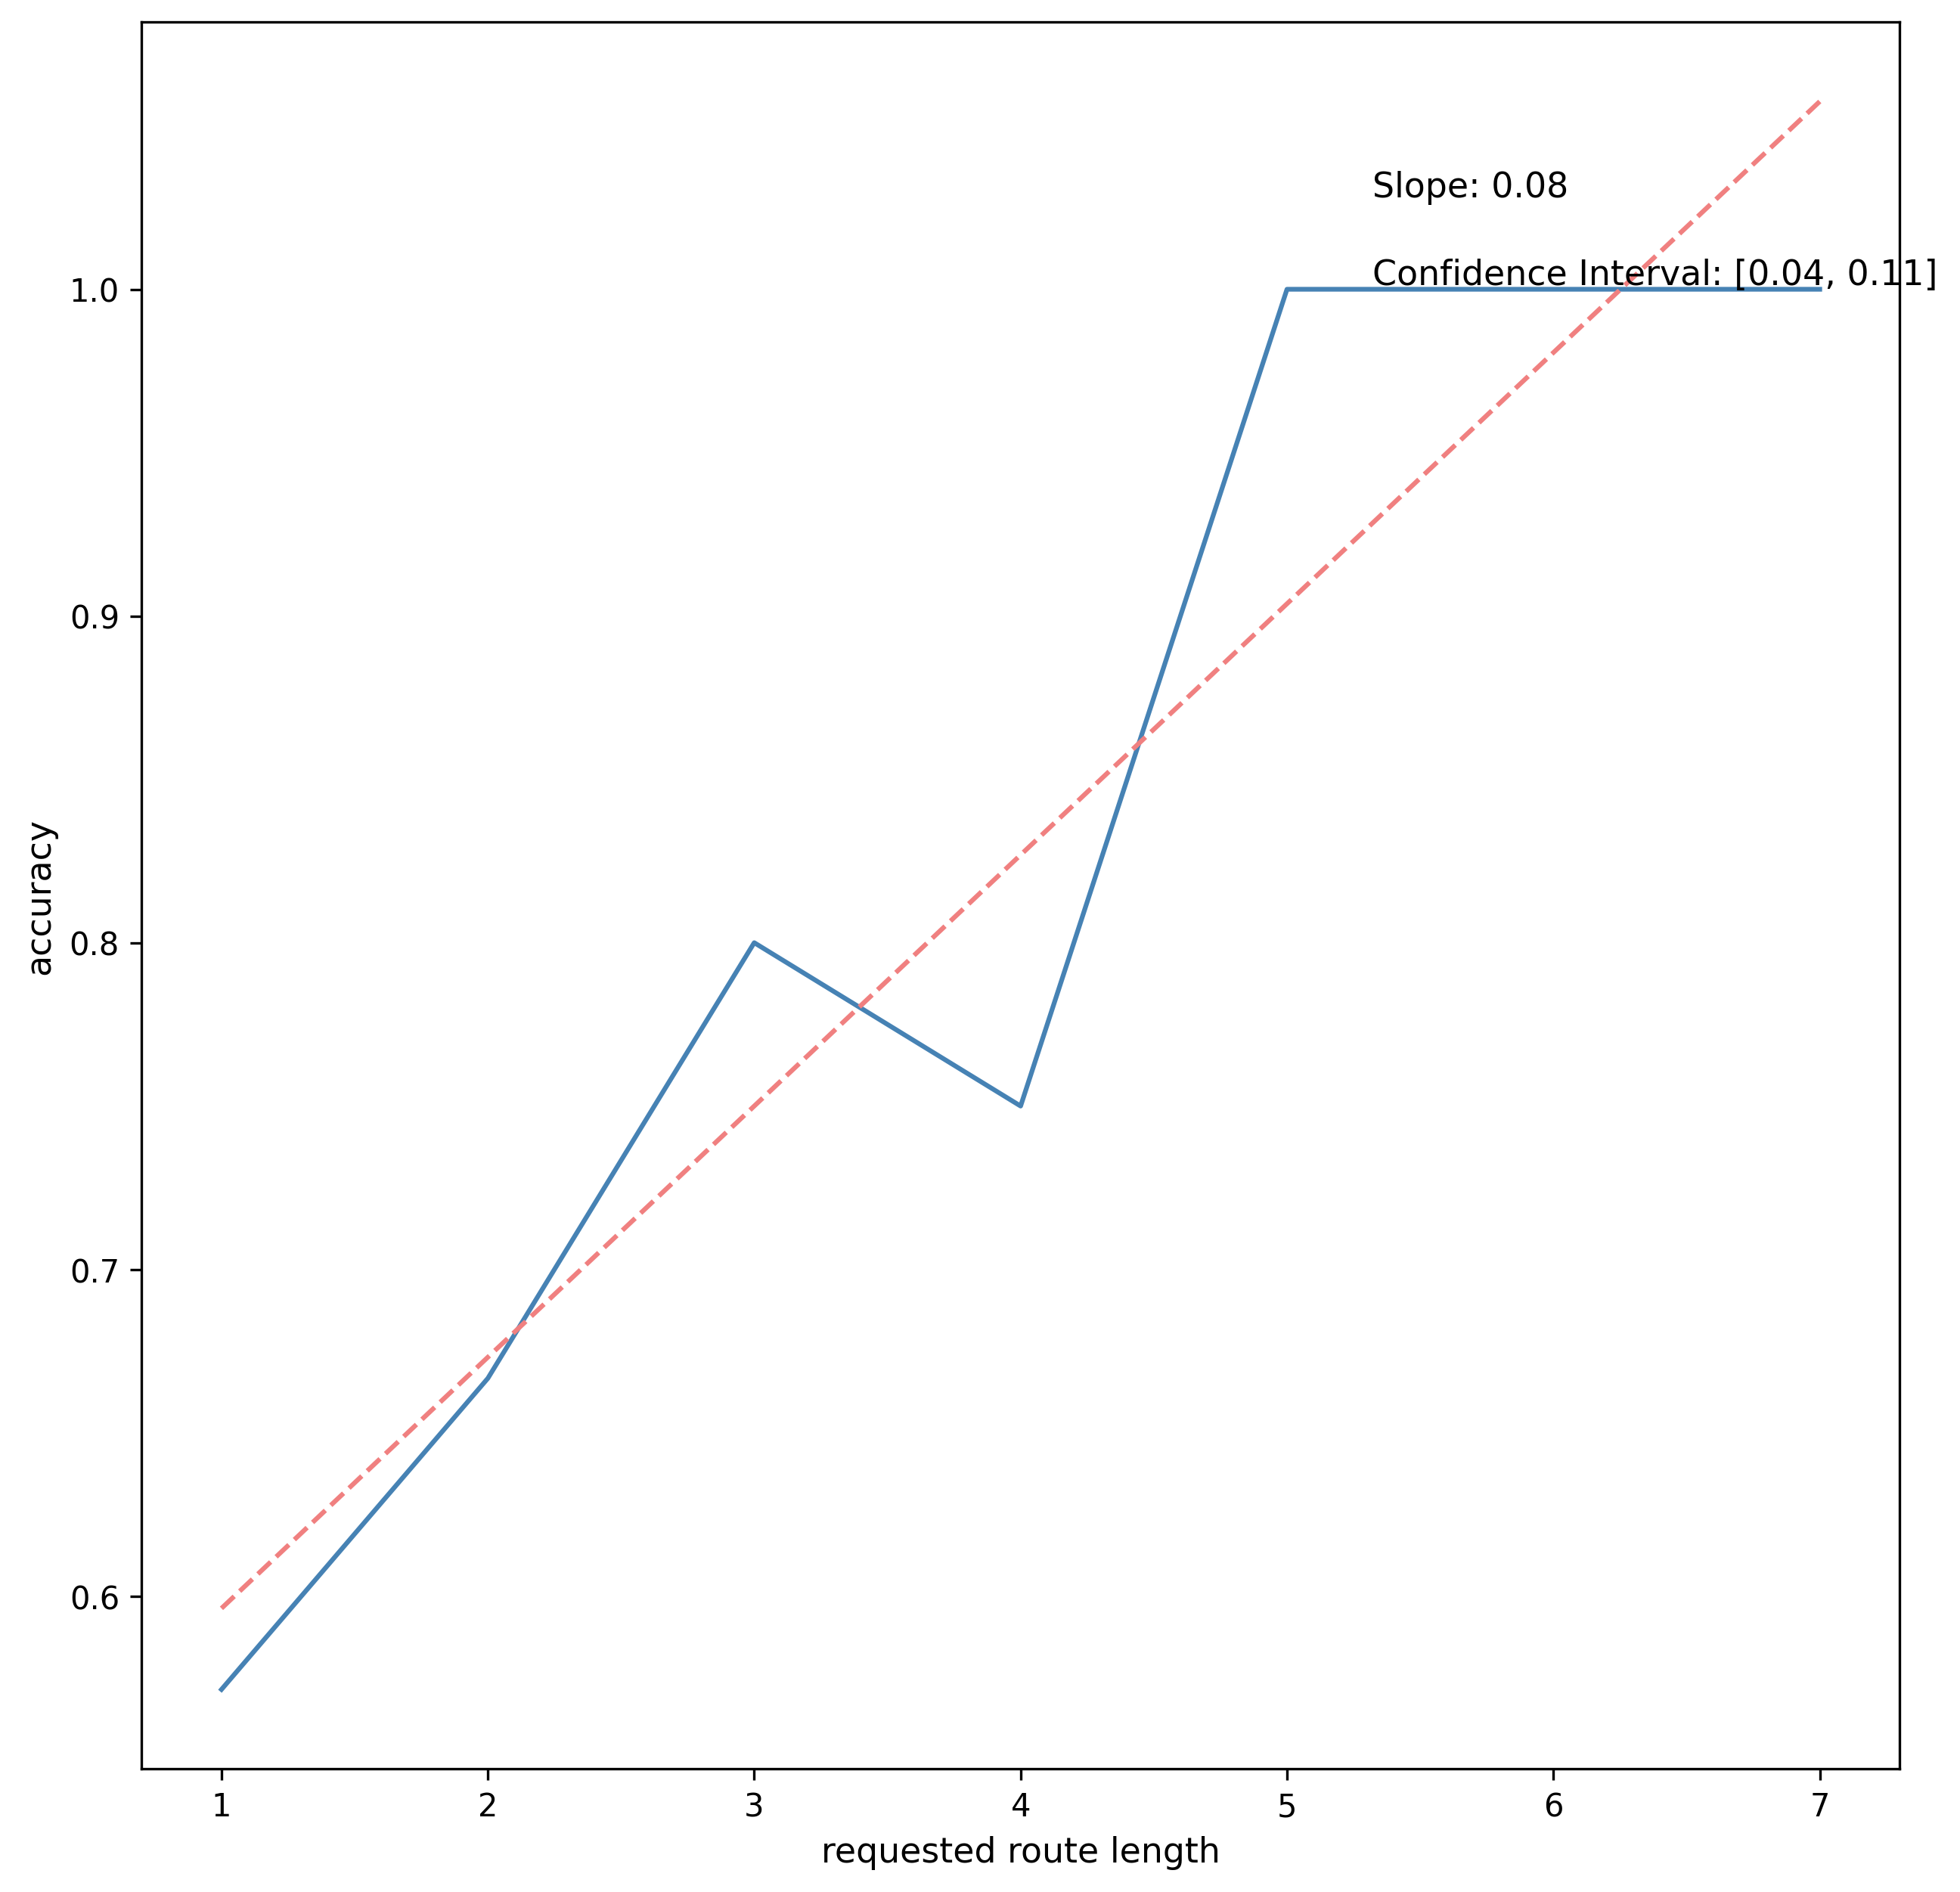 Slope: 0.08
Confidence Interval: [0.04, 0.11]
1.0
0.9
0.8
0.7
0.6
accuracy
1 2 3 4 5 6 7
requested route length